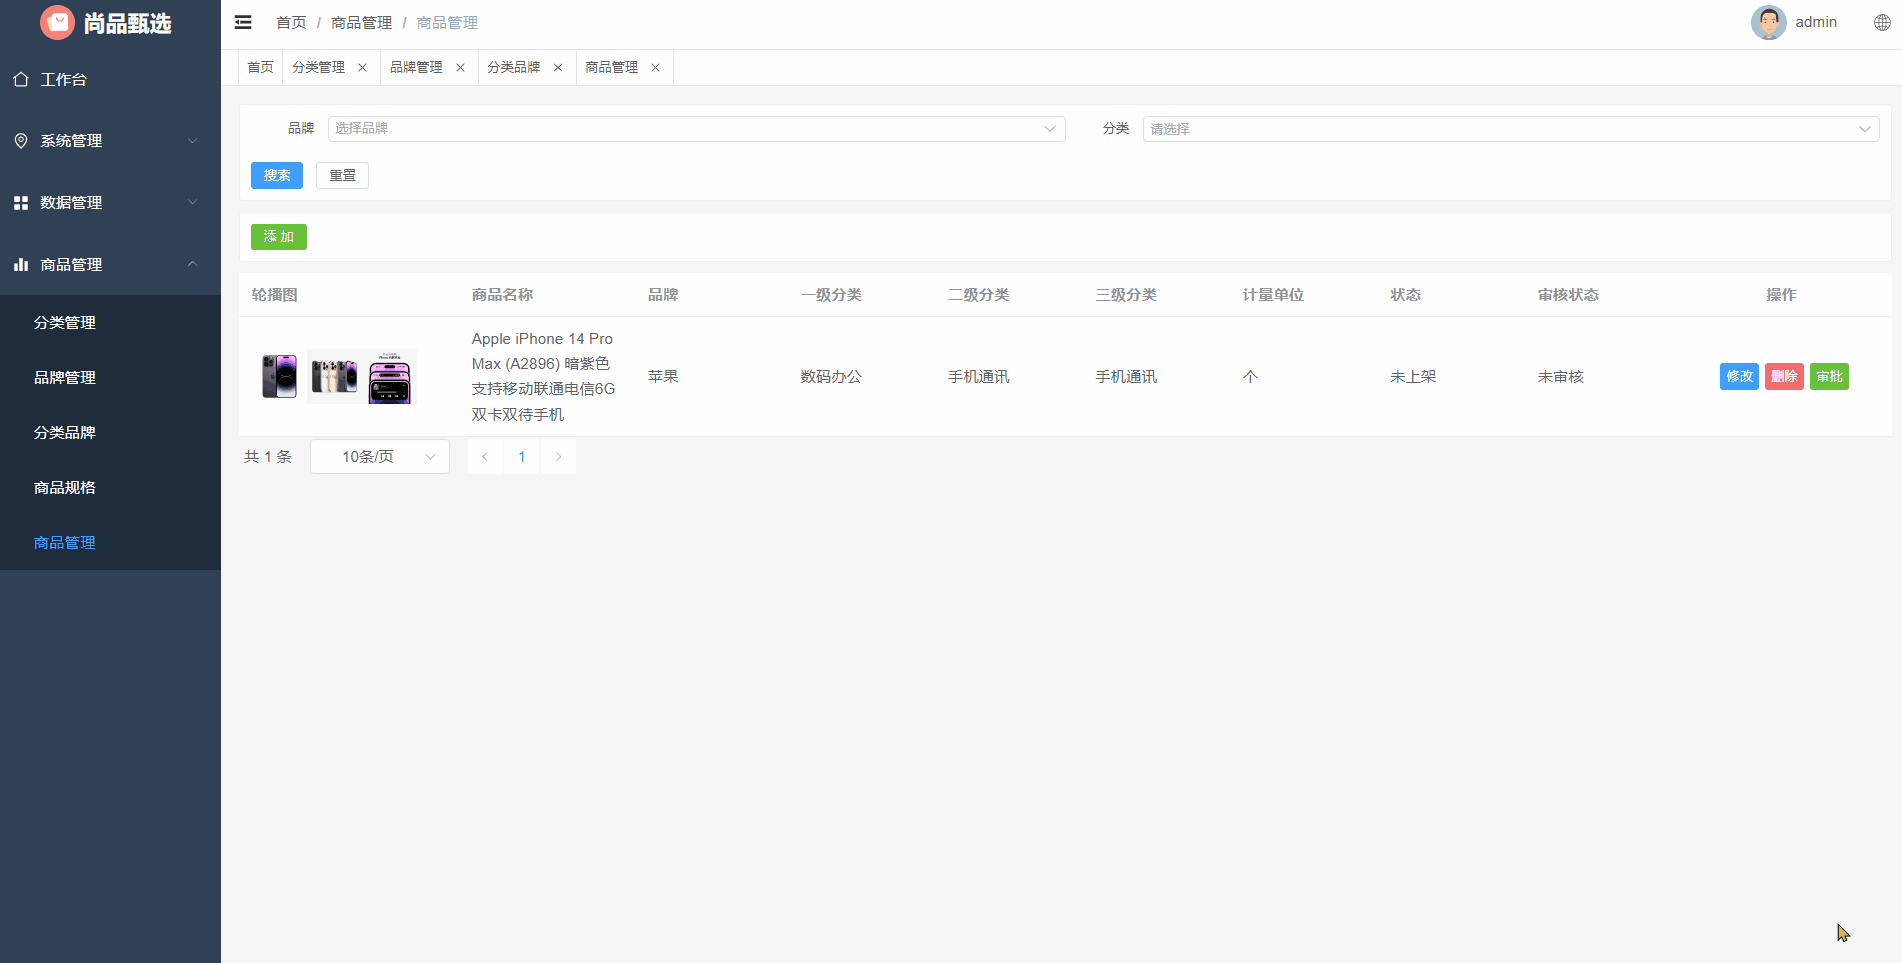 尚品甄选
首页 / 商品管理 / 商品管理
admin
首页 分类管理 品牌管理 分类品牌 商品管理
工作台
系统管理
数据管理
商品管理
分类管理
品牌管理
分类品牌
商品规格
商品管理
品牌 选择品牌 分类 请选择
搜索 重置
添加
轮播图 商品名称 品牌 一级分类 二级分类 三级分类 计量单位 状态 审核状态 操作
Apple iPhone 14 Pro
Max (A2896) 暗紫色
支持移动联通电信6G
双卡双待手机
苹果 数码办公 手机通讯 手机通讯 个 未上架 未审核 修改 删除 审批
共 1 条 10条/页 1